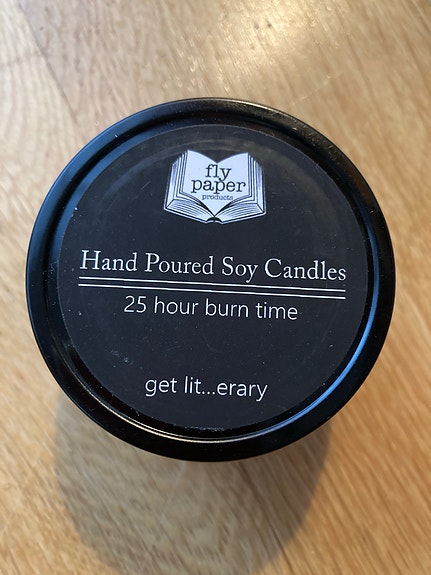 fly
paper
products
Hand Poured Soy Candles
25 hour burn time
get lit...erary